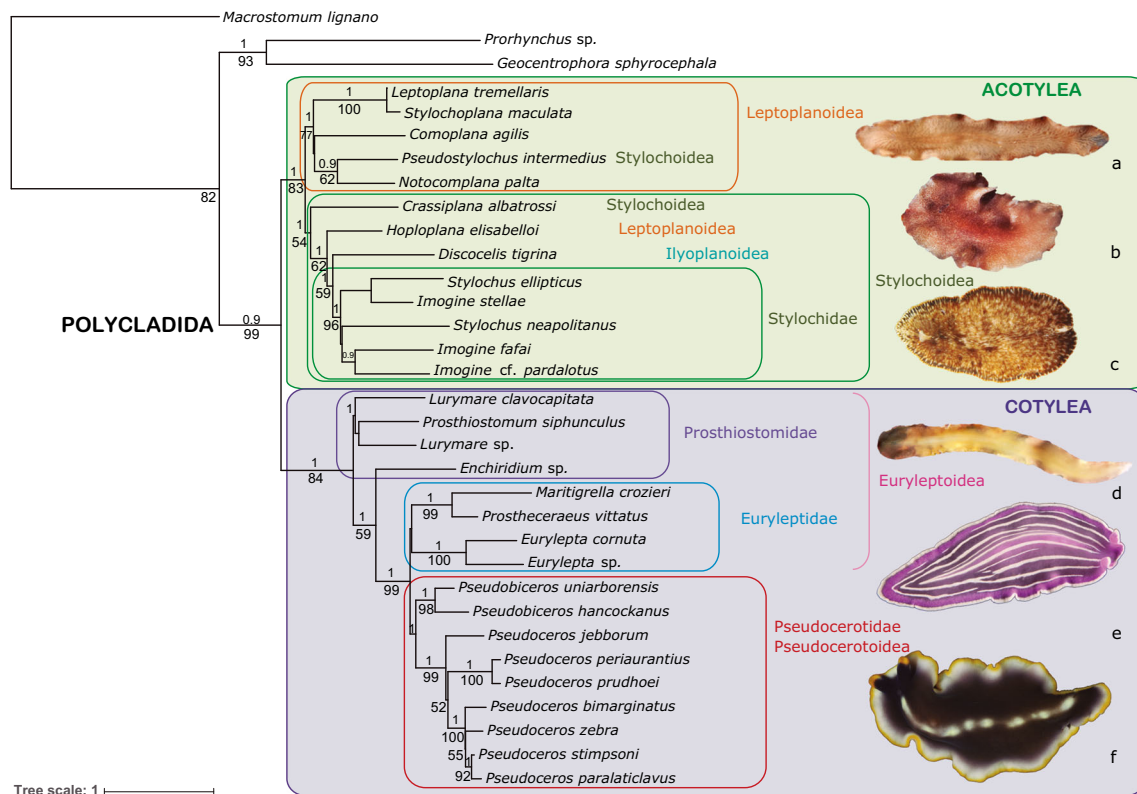 Macrostomum lignano
1
93
Prorhynchus sp.
Geocentrophora sphyrocephala
82
POLYCLADIDA
0.9
99
ACOTYLEA
1
83
1
77
1
100
Leptoplana tremellaris
Stylochoplana maculata
Leptoplanoidea
Comoplana agilis
0.9
62
Pseudostylochus intermedius Stylochoidea
Notocomplana palta
a
1
54
Crassiplana albatrossi Stylochoidea
1
62
Hoploplana elisabelloi Leptoplanoidea
1
59
Discocelis tigrina Ilyoplanoidea
b
Stylochoidea
1
96
Stylochus ellipticus
Imogine stellae
Stylochidae
Stylochus neapolitanus
0.9
Imogine fafai
Imogine cf. pardalotus
c
COTYLEA
1
84
1
Lurymare clavocapitata
Prosthiostomum siphunculus
Prosthiostomidae
Lurymare sp.
59
Enchiridium sp.
Euryleptoidea
d
1
99
1
99
Maritigrella crozieri
Prostheceraeus vittatus
Euryleptidae
1
100
Eurylepta cornuta
Eurylepta sp.
1
1
98
Pseudobiceros uniarborensis
Pseudobiceros hancockanus
Pseudocerotidae
Pseudocerotoidea
e
1
99
Pseudoceros jebborum
52
1
100
Pseudoceros periaurantius
Pseudoceros prudhoei
1
100
Pseudoceros bimarginatus
55
Pseudoceros zebra
1
92
Pseudoceros stimpsoni
Pseudoceros paralaticlavus
f
Tree scale: 1